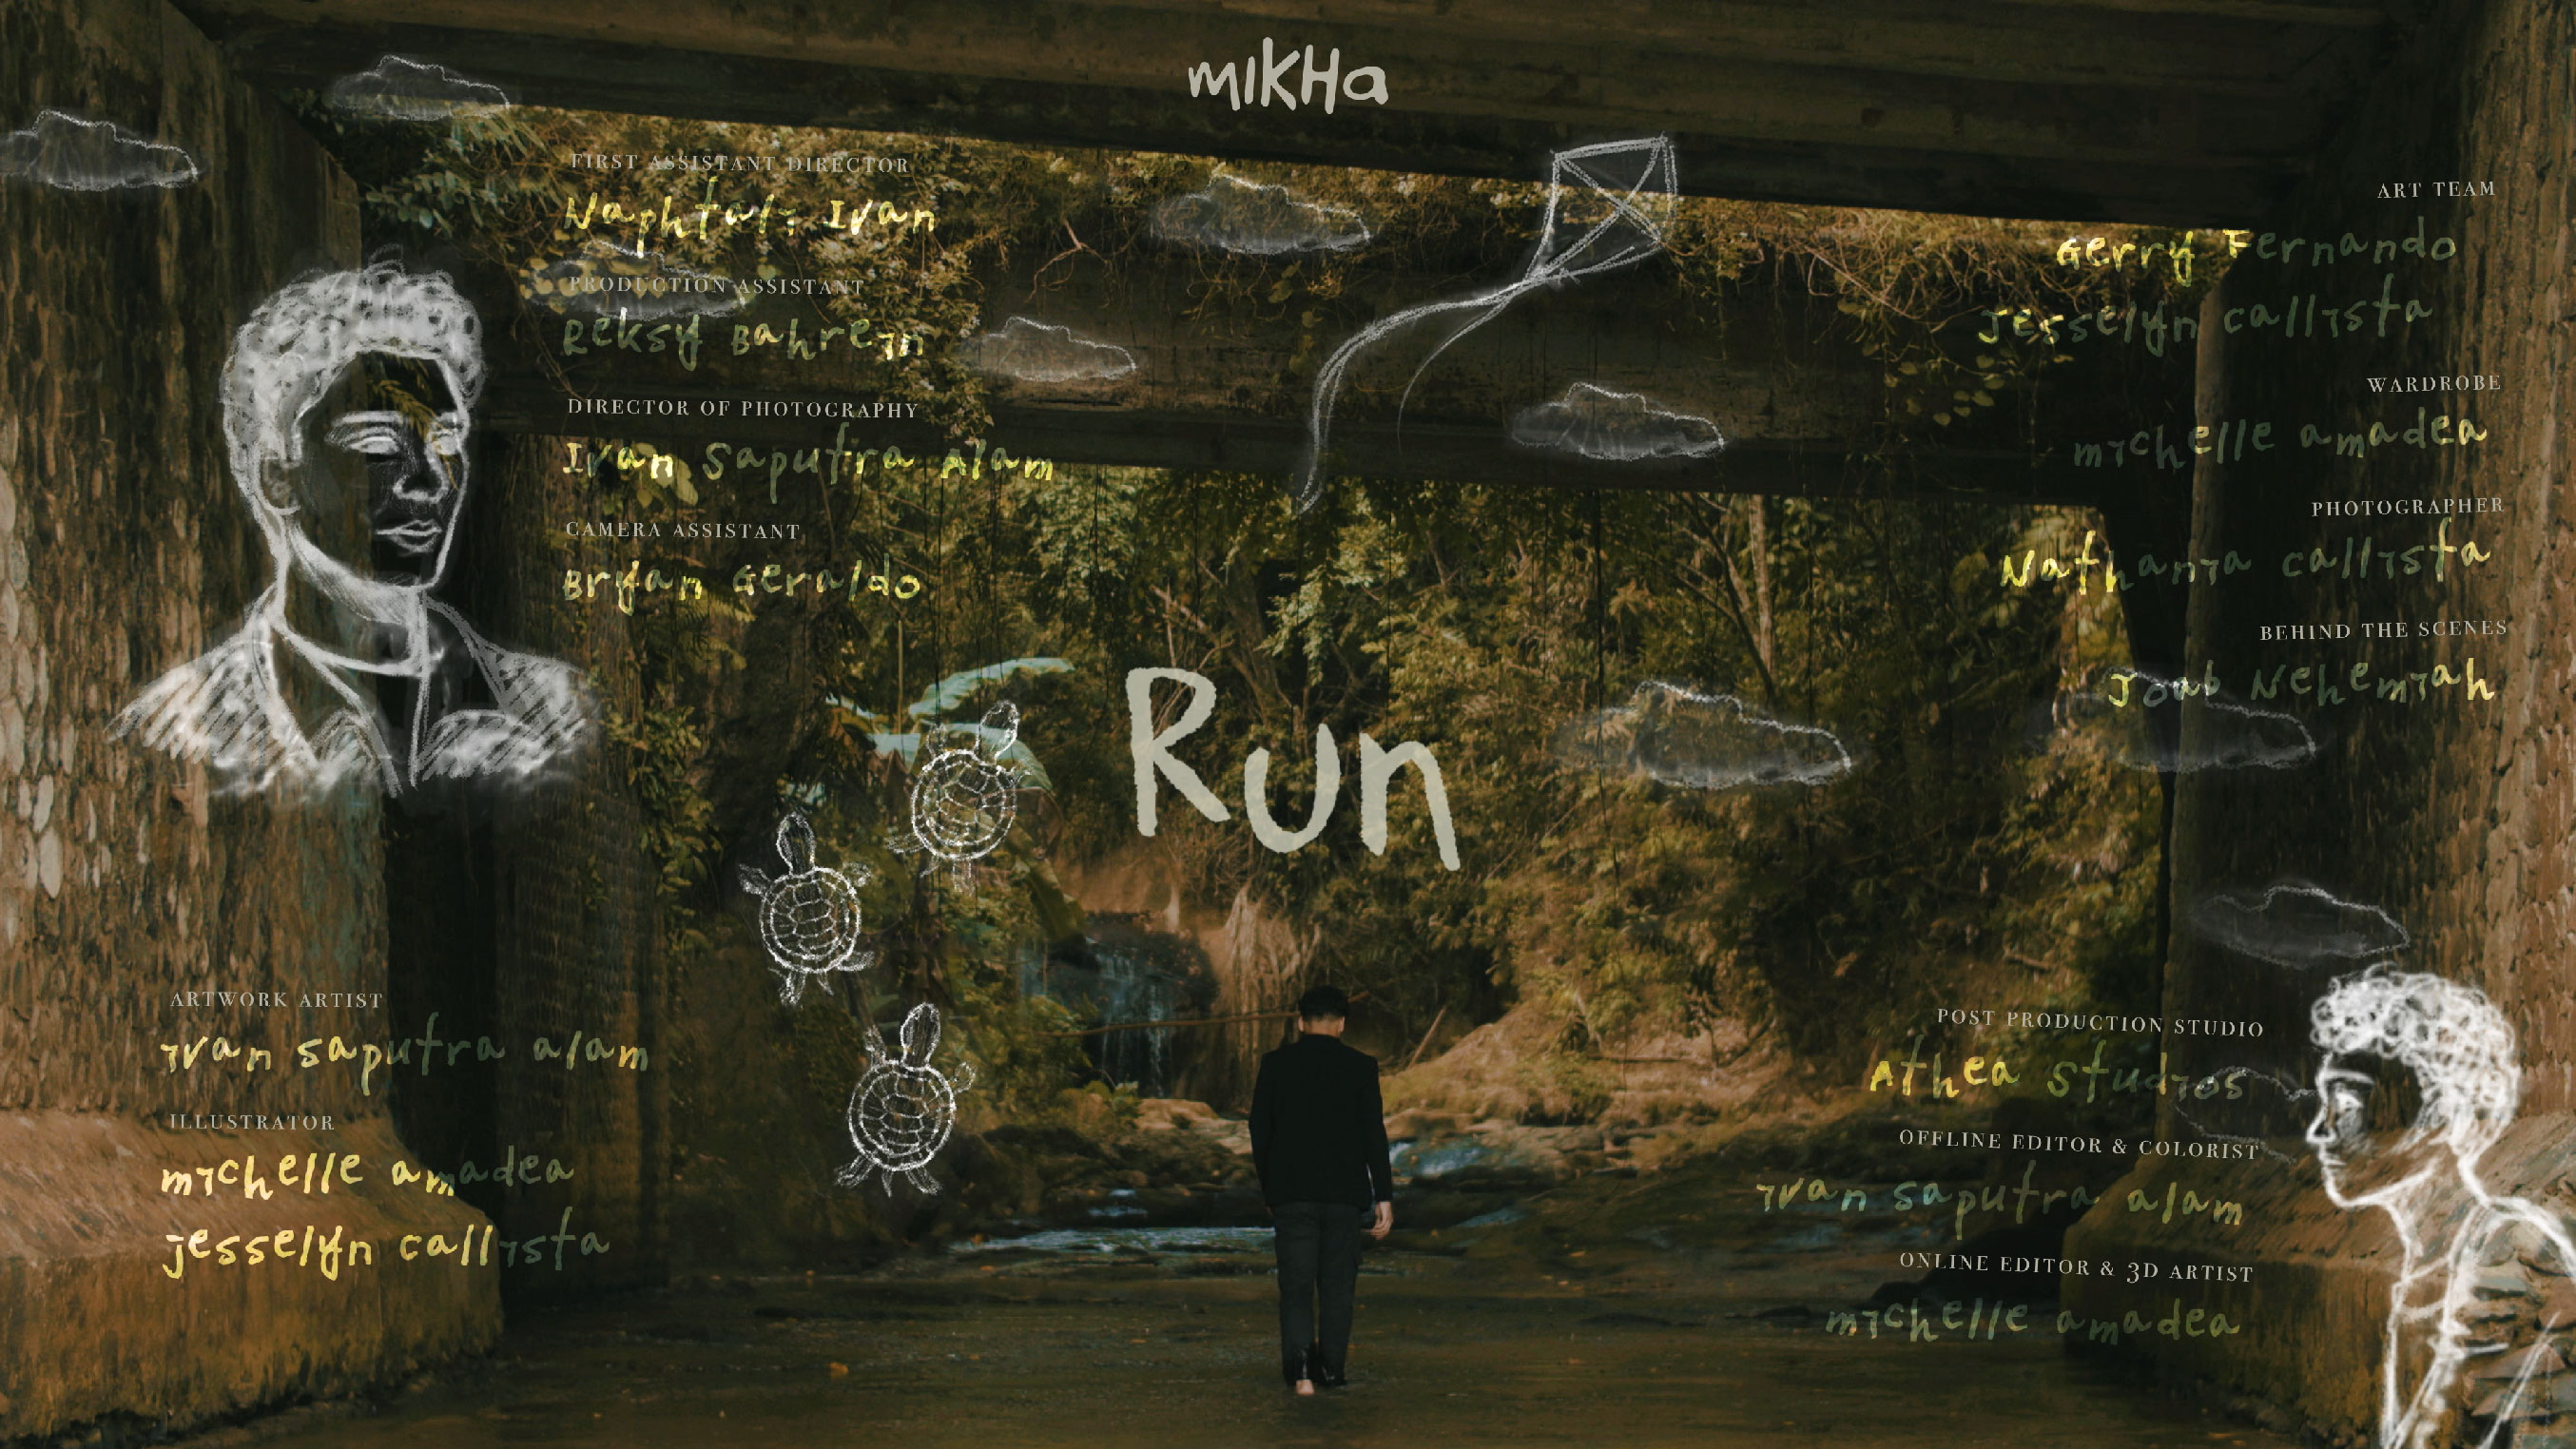 mIKHa
FIRST ASSISTANT DIRECTOR
Naphtali Ivan
PRODUCTION ASSISTANT
Reksy Bahrein
DIRECTOR OF PHOTOGRAPHY
Ivan Saputra Alam
CAMERA ASSISTANT
Bryan Geraldo
ART TEAM
Gerry Fernando
Jesselyn callista
WARDROBE
michelle amadea
PHOTOGRAPHER
Nathania callista
BEHIND THE SCENES
Joab Nehemiah
Run
ARTWORK ARTIST
ivan saputra alam
ILLUSTRATOR
michelle amadea
jesselyn callista
POST PRODUCTION STUDIO
Athea studios
OFFLINE EDITOR & COLORIST
ivan saputra alam
ONLINE EDITOR & 3D ARTIST
michelle amadea